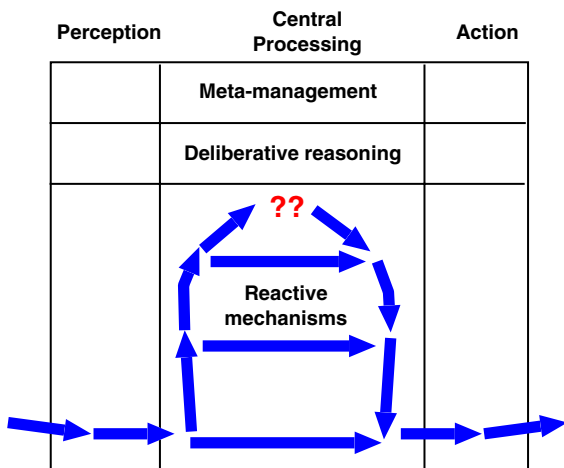 Perception
Central
Processing
Action
Meta-management
Deliberative reasoning
??
Reactive
mechanisms